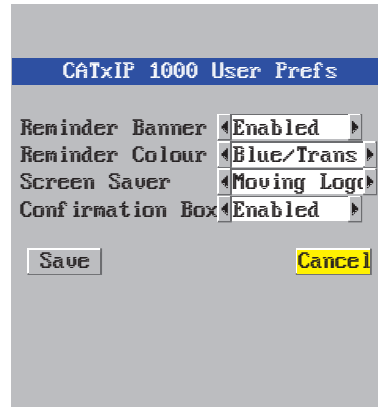 CATxIP 1000 User Prefs
Reminder Banner Enabled
Reminder Colour Blue/Trans
Screen Saver Moving Logo
Confirmation Box Enabled
Save Cancel